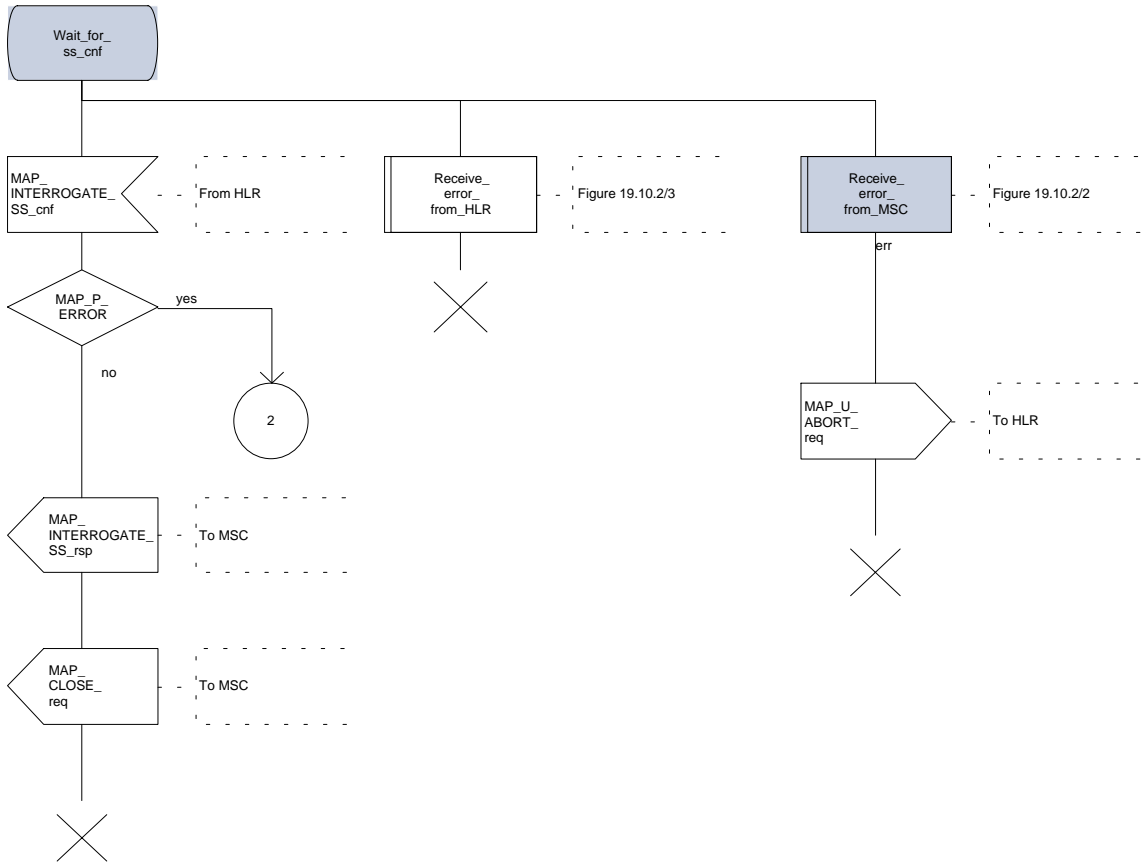 Wait_for_
ss_cnf
MAP_
INTERROGATE_
SS_cnf
From HLR
Receive_
error_
from_HLR
Figure 19.10.2/3
Receive_
error_
from_MSC
Figure 19.10.2/2
err
MAP_P_
ERROR
yes
no
2
MAP_U_
ABORT_
req
To HLR
MAP_
INTERROGATE_
SS_rsp
To MSC
MAP_
CLOSE_
req
To MSC